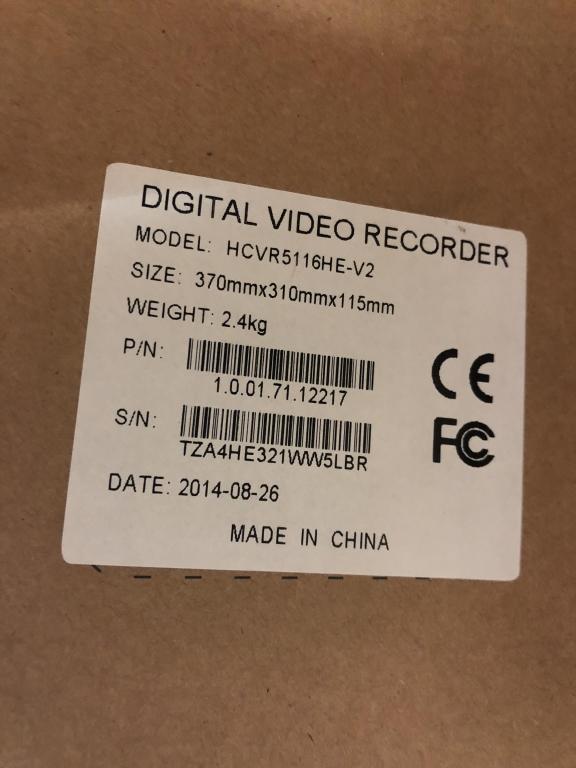 DIGITAL VIDEO RECORDER
MODEL: HCVR5116HE-V2
SIZE: 370mmx310mmx115mm
WEIGHT: 2.4kg
P/N:
1.0.01.71.12217
S/N:
TZA4HE321WW5LBR
CE
FC
DATE: 2014-08-26
MADE IN CHINA